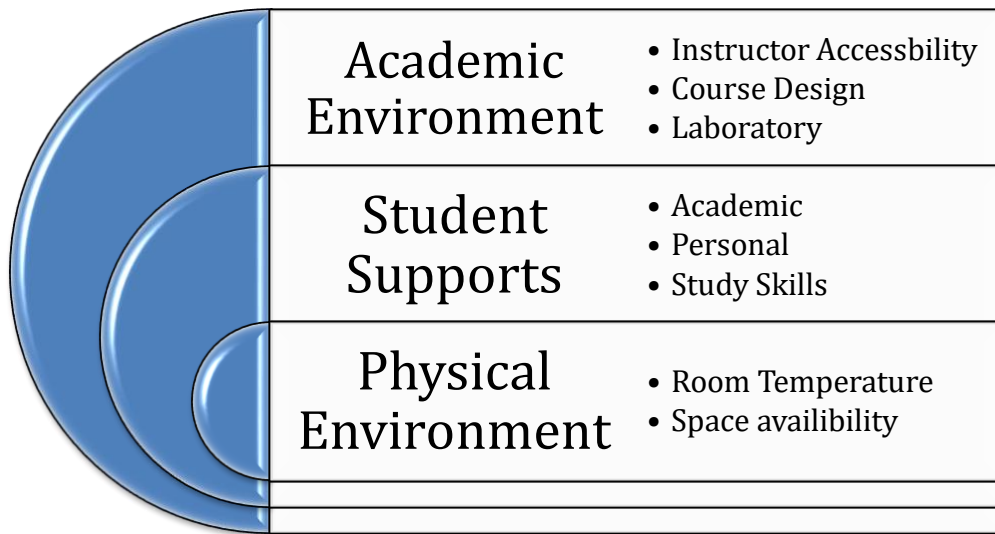 Academic
Environment
• Instructor Accessbility
• Course Design
• Laboratory
Student
Supports
• Academic
• Personal
• Study Skills
Physical
Environment
• Room Temperature
• Space availibility